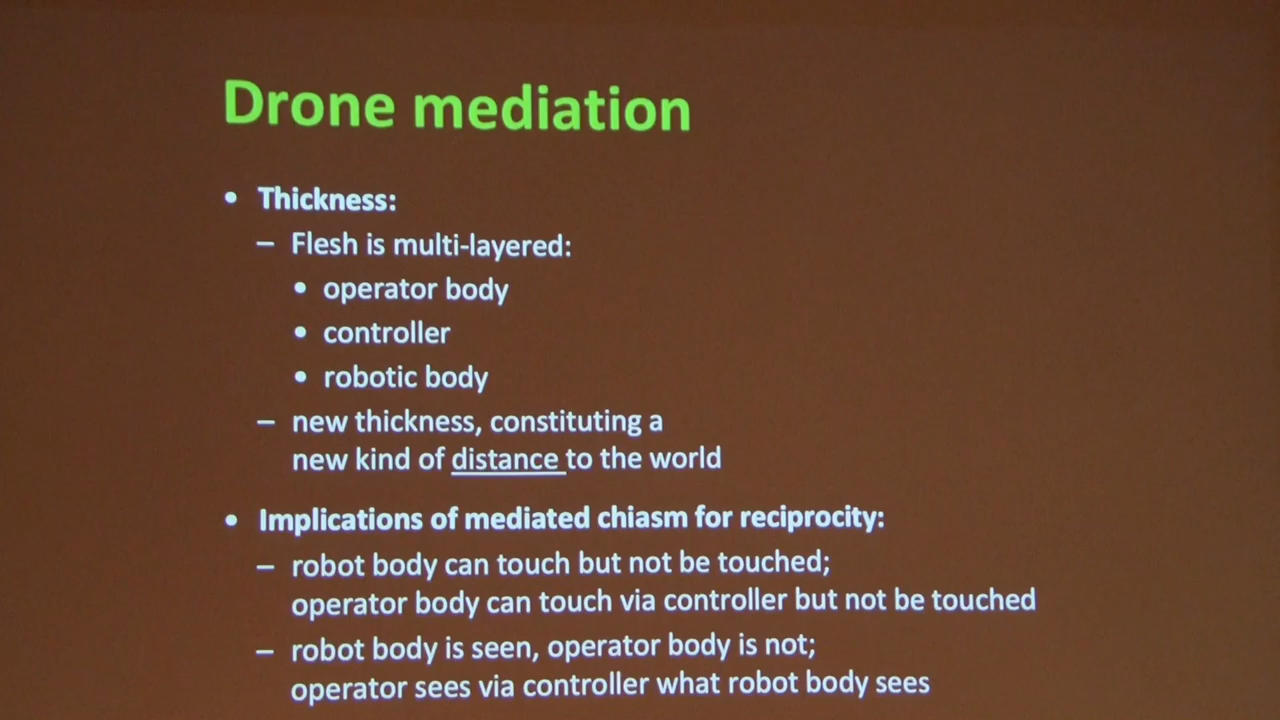 Drone mediation
• Thickness:
– Flesh is multi-layered:
• operator body
• controller
• robotic body
– new thickness, constituting a
new kind of distance to the world
• Implications of mediated chiasm for reciprocity:
– robot body can touch but not be touched;
operator body can touch via controller but not be touched
– robot body is seen, operator body is not;
operator sees via controller what robot body sees